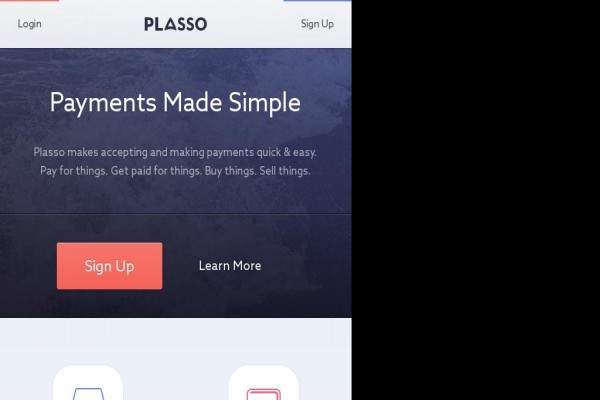 Login
PLASSO
Sign Up
Payments Made Simple
Plasso makes accepting and making payments quick & easy.
Pay for things. Get paid for things. Buy things. Sell things.
Sign Up
Learn More